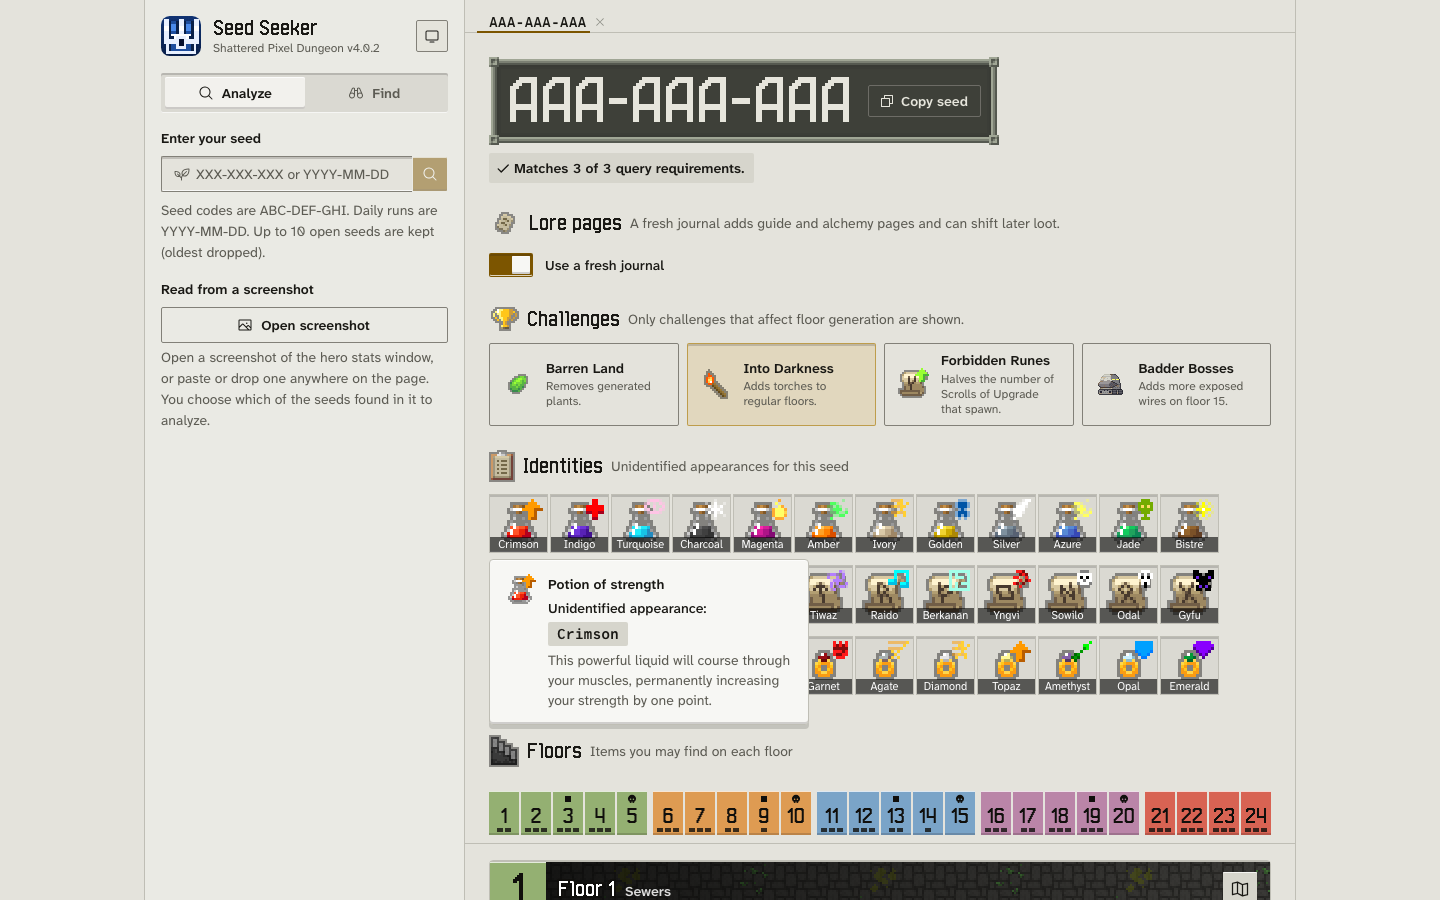 Seed Seeker
Shattered Pixel Dungeon v4.0.2
Analyze
Find
Enter your seed
XXX-XXX-XXX or YYYY-MM-DD
Seed codes are ABC-DEF-GHI. Daily runs are
YYYY-MM-DD. Up to 10 open seeds are kept
(oldest dropped).
Read from a screenshot
Open screenshot
Open a screenshot of the hero stats window,
or paste or drop one anywhere on the page.
You choose which of the seeds found in it to
analyze.
AAA-AAA-AAA
AAA-AAA-AAA
Copy seed
Matches 3 of 3 query requirements.
Lore pages A fresh journal adds guide and alchemy pages and can shift later loot.
Use a fresh journal
Challenges Only challenges that affect floor generation are shown.
Barren Land
Removes generated
plants.
Into Darkness
Adds torches to
regular floors.
Forbidden Runes
Halves the number of
Scrolls of Upgrade
that spawn.
Badder Bosses
Adds more exposed
wires on floor 15.
Identities Unidentified appearances for this seed
Crimson Indigo Turquoise Charcoal Magenta Amber Ivory Golden Silver Azure Jade Bistre
Potion of strength
Unidentified appearance:
Crimson
This powerful liquid will course through
your muscles, permanently increasing
your strength by one point.
Tiwaz Raido Berkanan Yngvi Sowilo Odal Gyfu
Garnet Agate Diamond Topaz Amethyst Opal Emerald
Floors Items you may find on each floor
1 2 3 4 5 6 7 8 9 10 11 12 13 14 15 16 17 18 19 20 21 22 23 24
1 Floor 1 Sewers